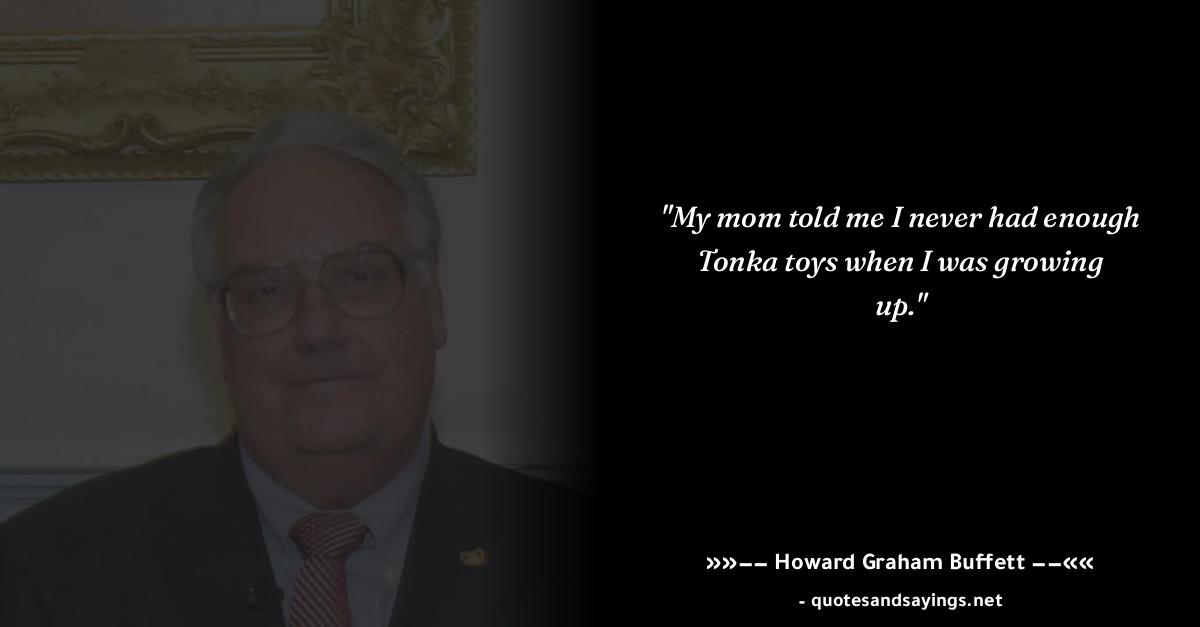 "My mom told me I never had enough
Tonka toys when I was growing
up."
»»−− Howard Graham Buffett −−««
- quotesandsayings.net